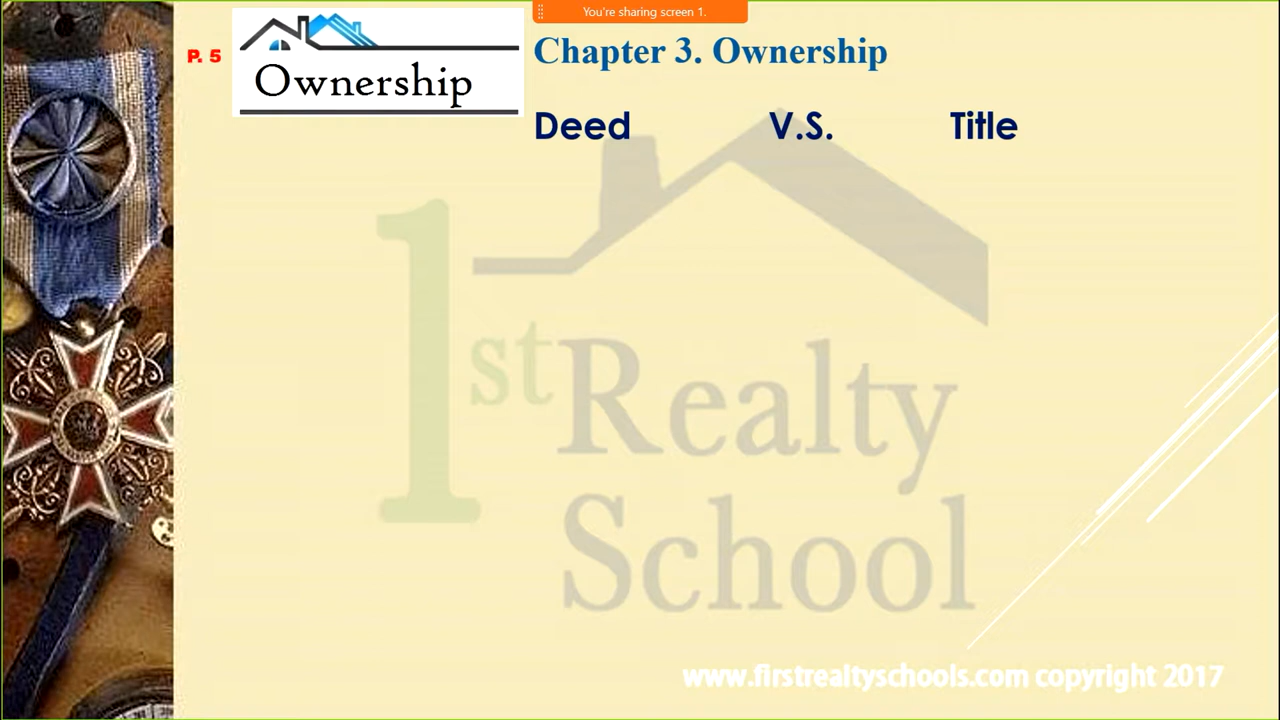 You're sharing screen 1.
P. 5
Ownership
Chapter 3. Ownership
Deed V.S. Title
1st Realty
School
www.firstrealtyschools.com copyright 2017